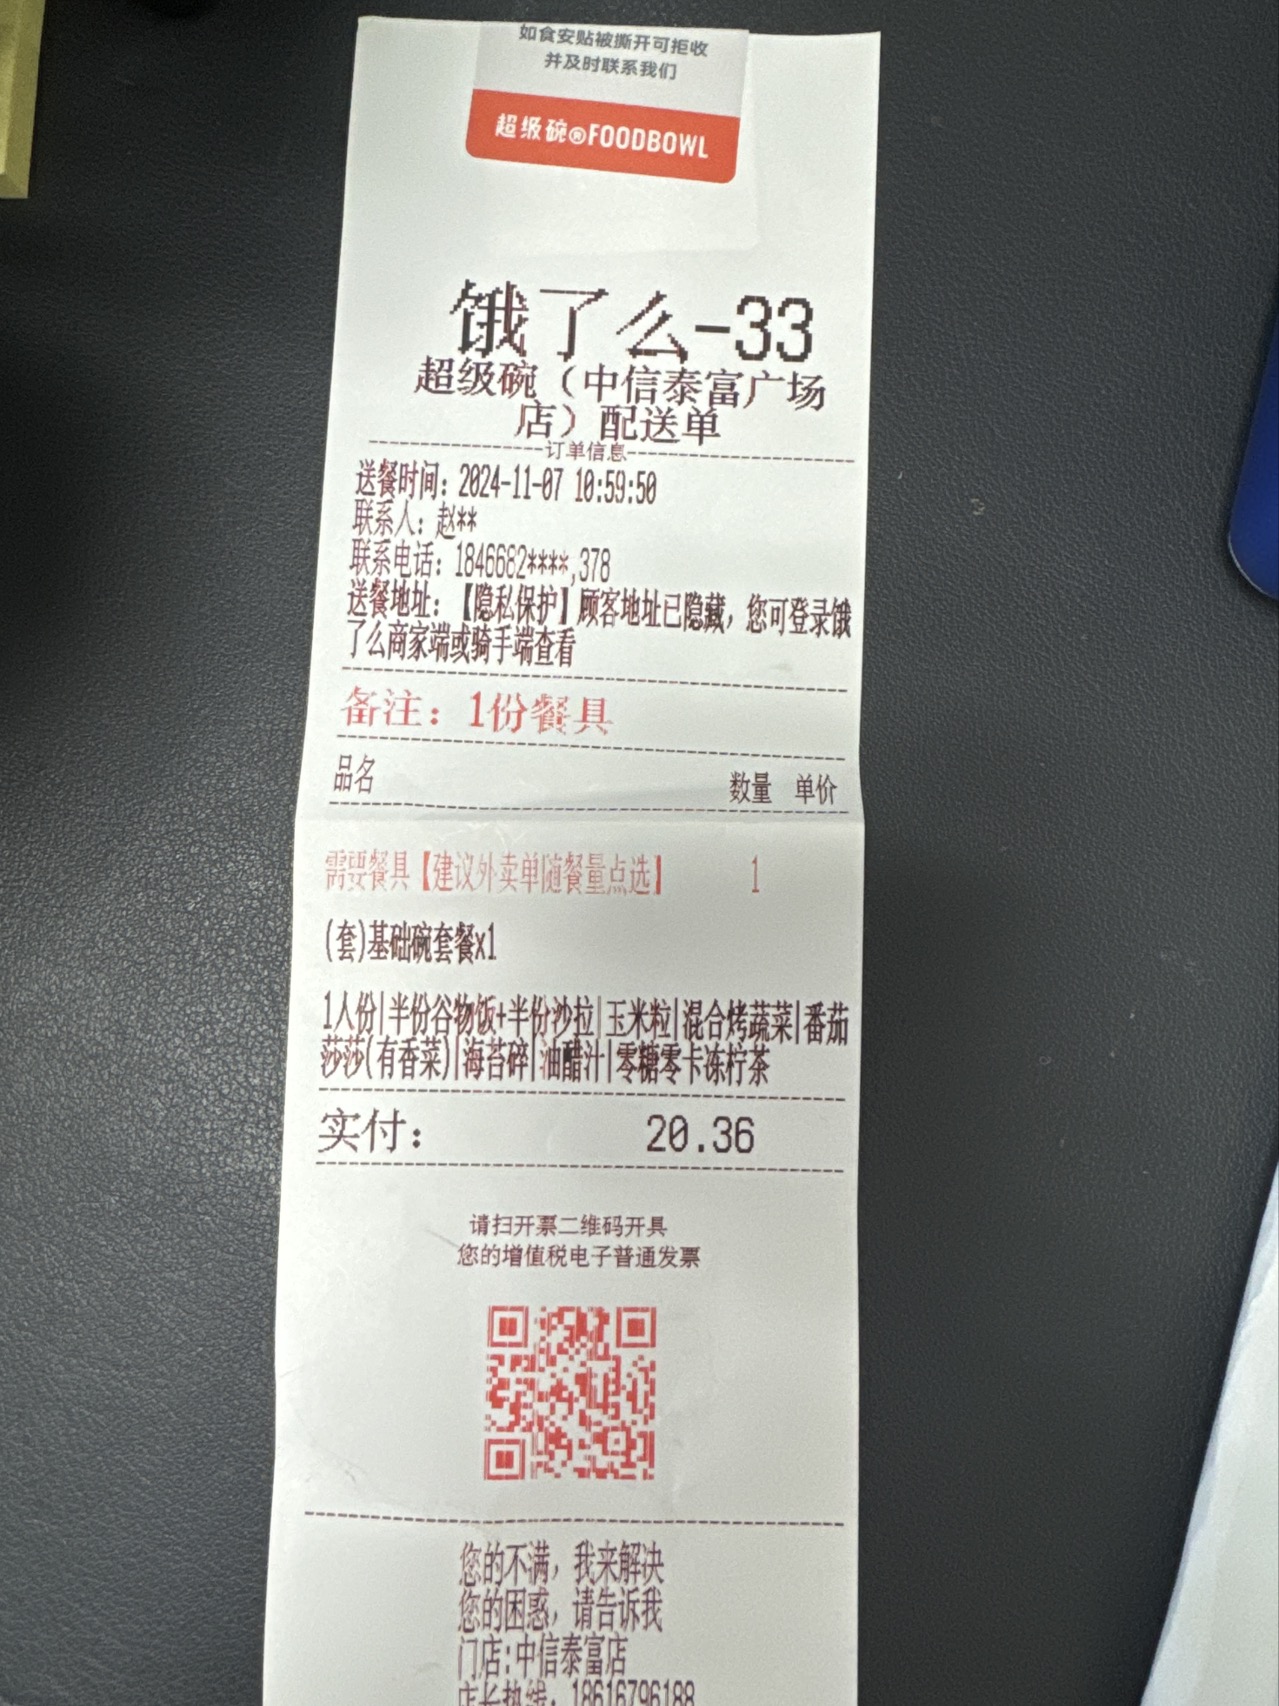 如食安贴被撕开可拒收
并及时联系我们
超级碗®FOODBOWL
饿了么-33
超级碗（中信泰富广场
店）配送单
订单信息
送餐时间：2024-11-07 10:59:50
联系人：赵**
联系电话：1846682****,378
送餐地址：【隐私保护】顾客地址已隐藏，您可登录饿
了么商家端或骑手端查看
备注：1份餐具
品名 数量 单价
需要餐具【建议外卖单随餐量点选】 1
(套)基础碗套餐x1
1人份|半份谷物饭+半份沙拉|玉米粒|混合烤蔬菜|番茄
莎莎(有香菜)|海苔碎|油醋汁|零糖零卡冻柠茶
实付： 20.36
请扫开票二维码开具
您的增值税电子普通发票
您的不满，我来解决
您的困惑，请告诉我
门店:中信泰富店
店长热线：18616796188